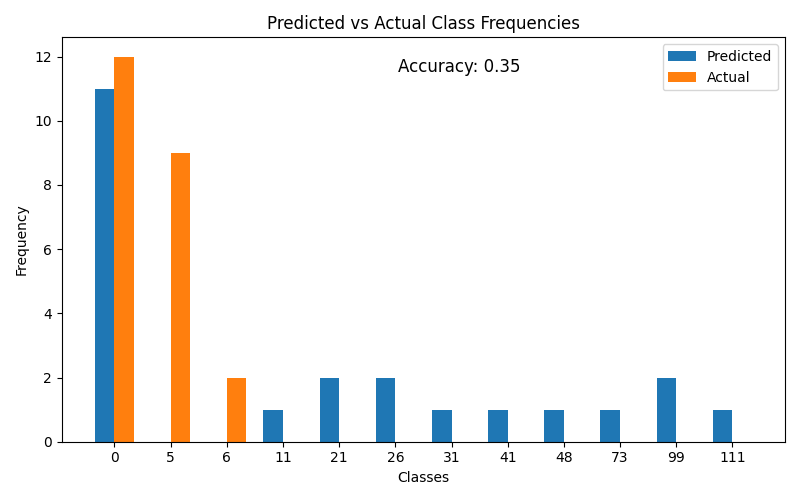 Predicted vs Actual Class Frequencies
Accuracy: 0.35
Predicted
Actual
Frequency
12
10
8
6
4
2
0
0 5 6 11 21 26 31 41 48 73 99 111
Classes